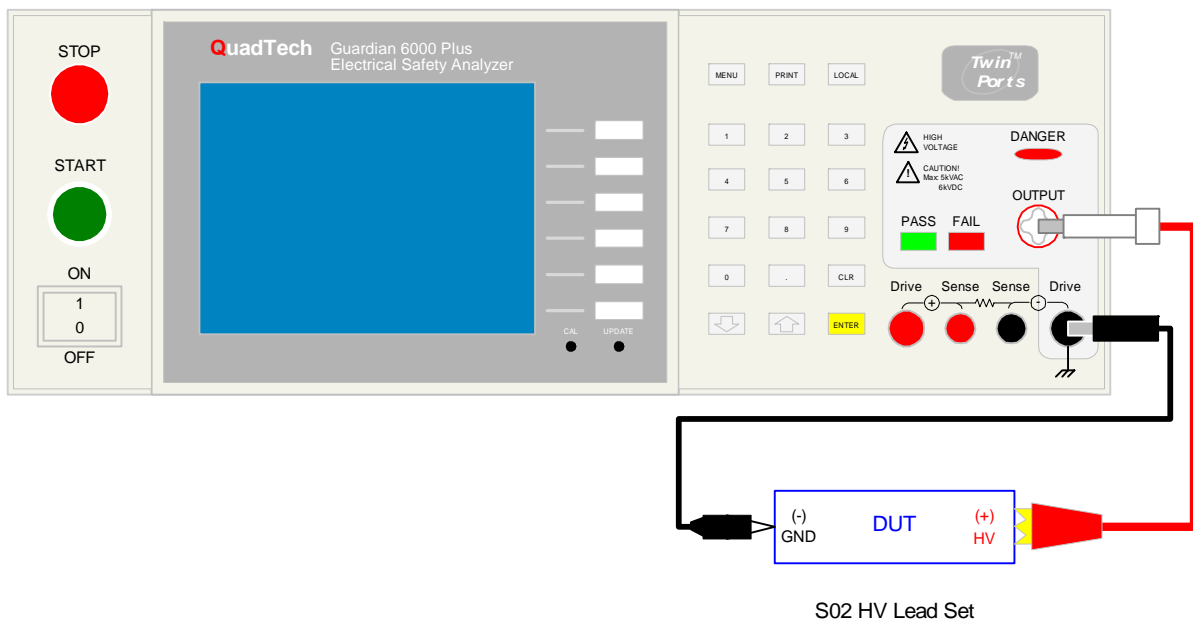 STOP
START
ON
1
0
OFF
QuadTech
Guardian 6000 Plus
Electrical Safety Analyzer
CAL
UPDATE
MENU
PRINT
LOCAL
1
2
3
4
5
6
7
8
9
0
.
CLR
ENTER
Twin™
Ports
HIGH
VOLTAGE
DANGER
!
CAUTION!
Max: 5kVAC
6kVDC
OUTPUT
PASS
FAIL
Drive
Sense
Sense
Drive
+
-
(-)
GND
DUT
(+)
HV
S02 HV Lead Set